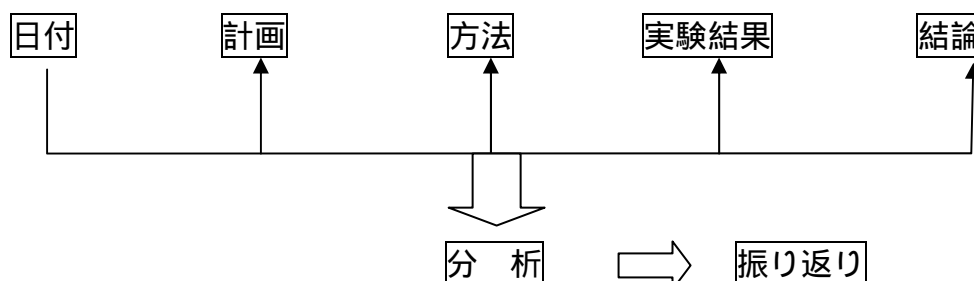 日付 計画 方法 実験結果 結論
分　析 振り返り